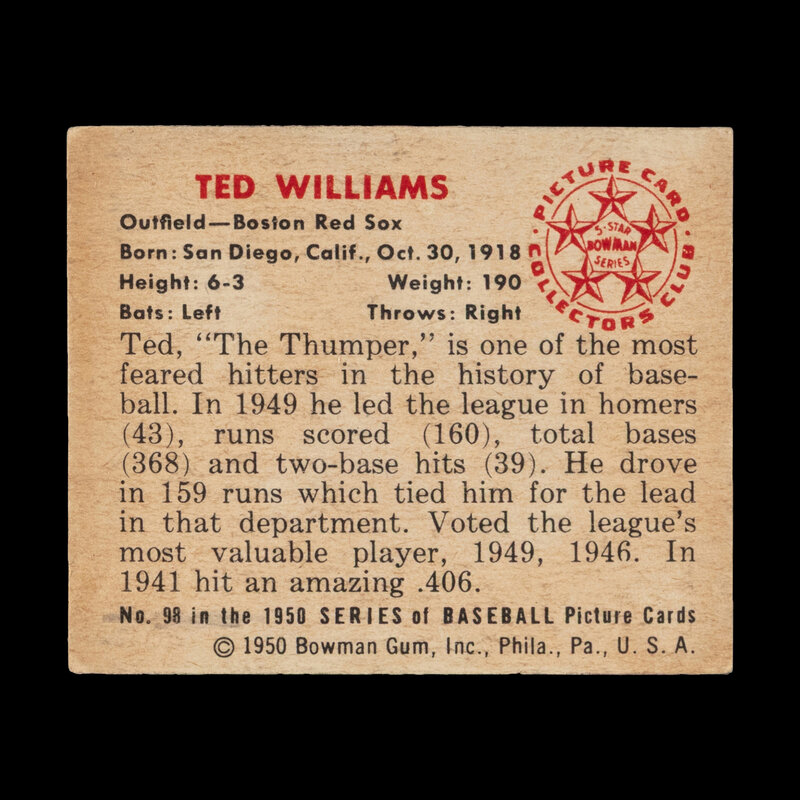 TED WILLIAMS
Outfield—Boston Red Sox
Born: San Diego, Calif., Oct. 30, 1918
Height: 6-3 Weight: 190
Bats: Left Throws: Right
PICTURE CARD
COLLECTORS CLUB
5-STAR
BOWMAN
SERIES
Ted, "The Thumper," is one of the most
feared hitters in the history of base-
ball. In 1949 he led the league in homers
(43), runs scored (160), total bases
(368) and two-base hits (39). He drove
in 159 runs which tied him for the lead
in that department. Voted the league's
most valuable player, 1949, 1946. In
1941 hit an amazing .406.
No. 98 in the 1950 SERIES of BASEBALL Picture Cards
© 1950 Bowman Gum, Inc., Phila., Pa., U. S. A.